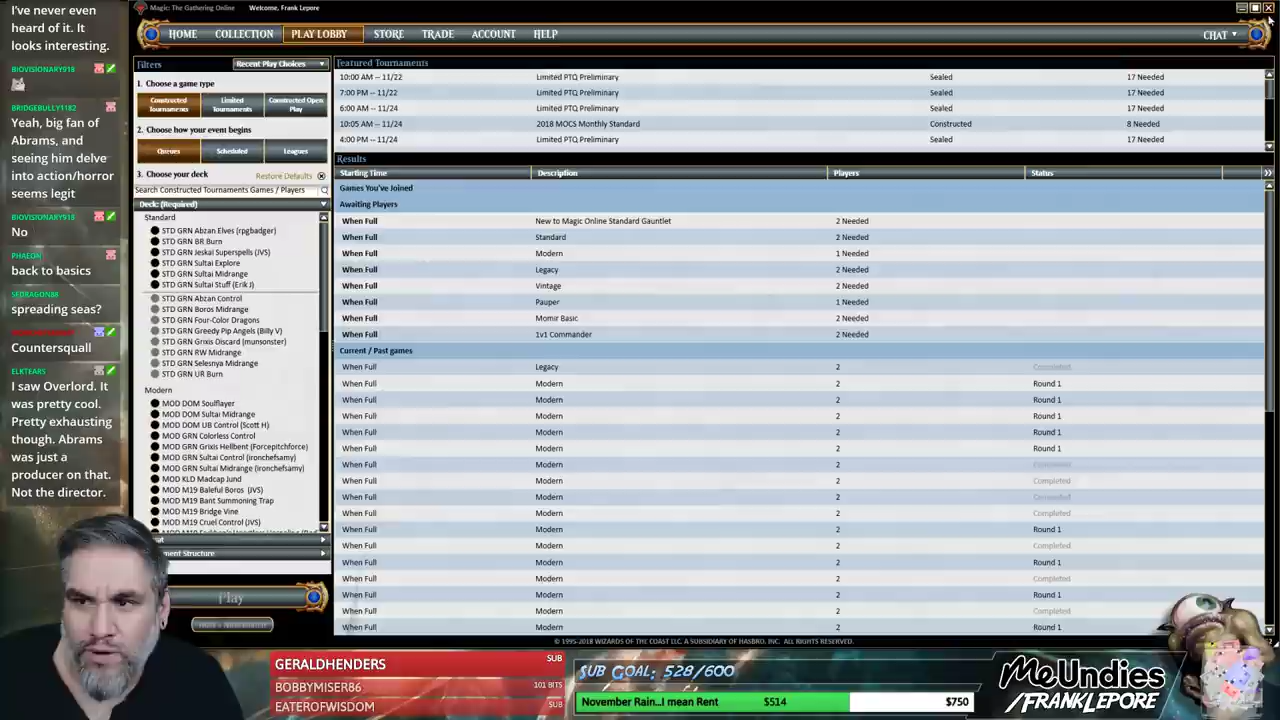 I've never even
heard of it. It
looks interesting.
BIOVISIONARY918
BRIDGEBULLY1182
Yeah, big fan of
Abrams, and
seeing him delve
into action/horror
seems legit
BIOVISIONARY918
No
PHAEON
back to basics
SFDRAGON88
spreading seas?
Countersquall
ELKTEARS
I saw Overlord. It
was pretty cool.
Pretty exhausting
though. Abrams
was just a
producer on that.
Not the director.
Magic: The Gathering Online Welcome, Frank Lepore
HOME COLLECTION PLAY LOBBY STORE TRADE ACCOUNT HELP CHAT
Filters Recent Play Choices
1. Choose a game type
Constructed Tournaments Limited Tournaments Constructed Open Play
2. Choose how your event begins
Queues Scheduled Leagues
3. Choose your deck Restore Defaults
Search Constructed Tournaments Games / Players
Deck: (Required)
Standard
STD GRN Abzan Elves (rpgbadger)
STD GRN BR Burn
STD GRN Jeskai Superspells (JVS)
STD GRN Sultai Explore
STD GRN Sultai Midrange
STD GRN Sultai Stuff (Erik J)
STD GRN Abzan Control
STD GRN Boros Midrange
STD GRN Four-Color Dragons
STD GRN Greedy Pip Angels (Billy V)
STD GRN Grixis Discard (munsonster)
STD GRN RW Midrange
STD GRN Selesnya Midrange
STD GRN UR Burn
Modern
MOD DOM Soulflayer
MOD DOM Sultai Midrange
MOD DOM UB Control (Scott H)
MOD GRN Colorless Control
MOD GRN Grixis Hellbent (Forcepitchforce)
MOD GRN Sultai Control (ironchefsamy)
MOD GRN Sultai Midrange (ironchefsamy)
MOD KLD Madcap Jund
MOD M19 Baleful Boros (JVS)
MOD M19 Bant Summoning Trap
MOD M19 Bridge Vine
MOD M19 Cruel Control (JVS)
Structure
Play
Featured Tournaments
10:00 AM -- 11/22 Limited PTQ Preliminary Sealed 17 Needed
7:00 PM -- 11/22 Limited PTQ Preliminary Sealed 17 Needed
6:00 AM -- 11/24 Limited PTQ Preliminary Sealed 17 Needed
10:05 AM -- 11/24 2018 MOCS Monthly Standard Constructed 8 Needed
4:00 PM -- 11/24 Limited PTQ Preliminary Sealed 17 Needed
Results
Starting Time Description Players Status
Games You've Joined
Awaiting Players
When Full New to Magic Online Standard Gauntlet 2 Needed
When Full Standard 2 Needed
When Full Modern 1 Needed
When Full Legacy 2 Needed
When Full Vintage 2 Needed
When Full Pauper 1 Needed
When Full Momir Basic 2 Needed
When Full 1v1 Commander 2 Needed
Current / Past games
When Full Legacy 2 Completed
When Full Modern 2 Round 1
When Full Modern 2 Round 1
When Full Modern 2 Round 1
When Full Modern 2 Round 1
When Full Modern 2 Round 1
When Full Modern 2 Completed
When Full Modern 2 Completed
When Full Modern 2 Completed
When Full Modern 2 Completed
When Full Modern 2 Round 1
When Full Modern 2 Completed
When Full Modern 2 Round 1
When Full Modern 2 Completed
When Full Modern 2 Round 1
When Full Modern 2 Completed
When Full Modern 2 Round 1
© 1995-2018 WIZARDS OF THE COAST LLC, A SUBSIDIARY OF HASBRO, INC. ALL RIGHTS RESERVED.
GERALDHENDERS SUB
BOBBYMISER86 101 BITS
EATEROFWISDOM SUB
SUB GOAL: 528/600
November Rain...I mean Rent $514 $750
MeUndies
/FRANKLEPORE